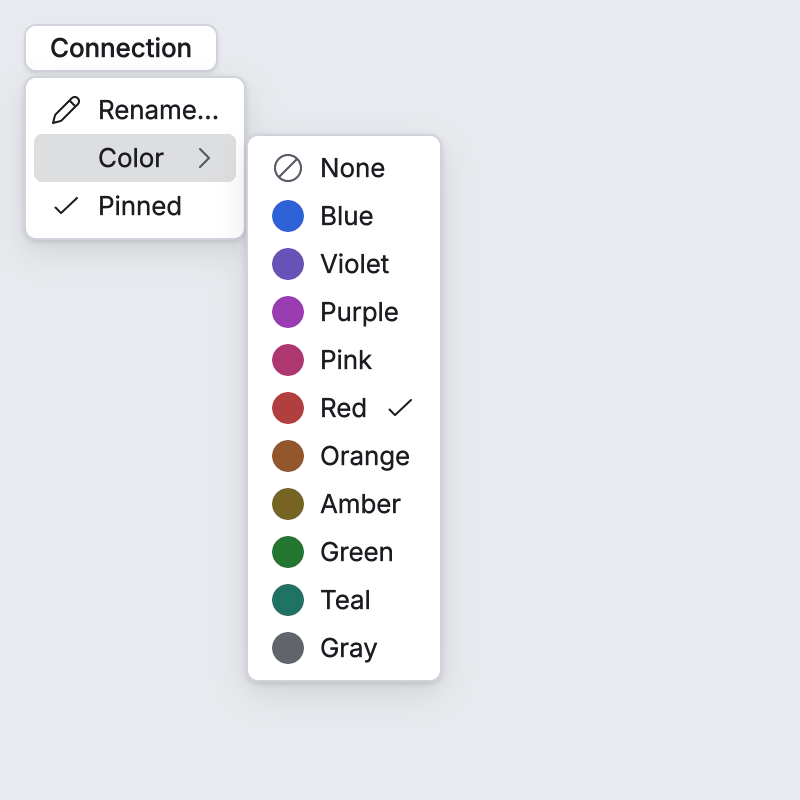 Connection
Rename...
Color
Pinned
None
Blue
Violet
Purple
Pink
Red
Orange
Amber
Green
Teal
Gray